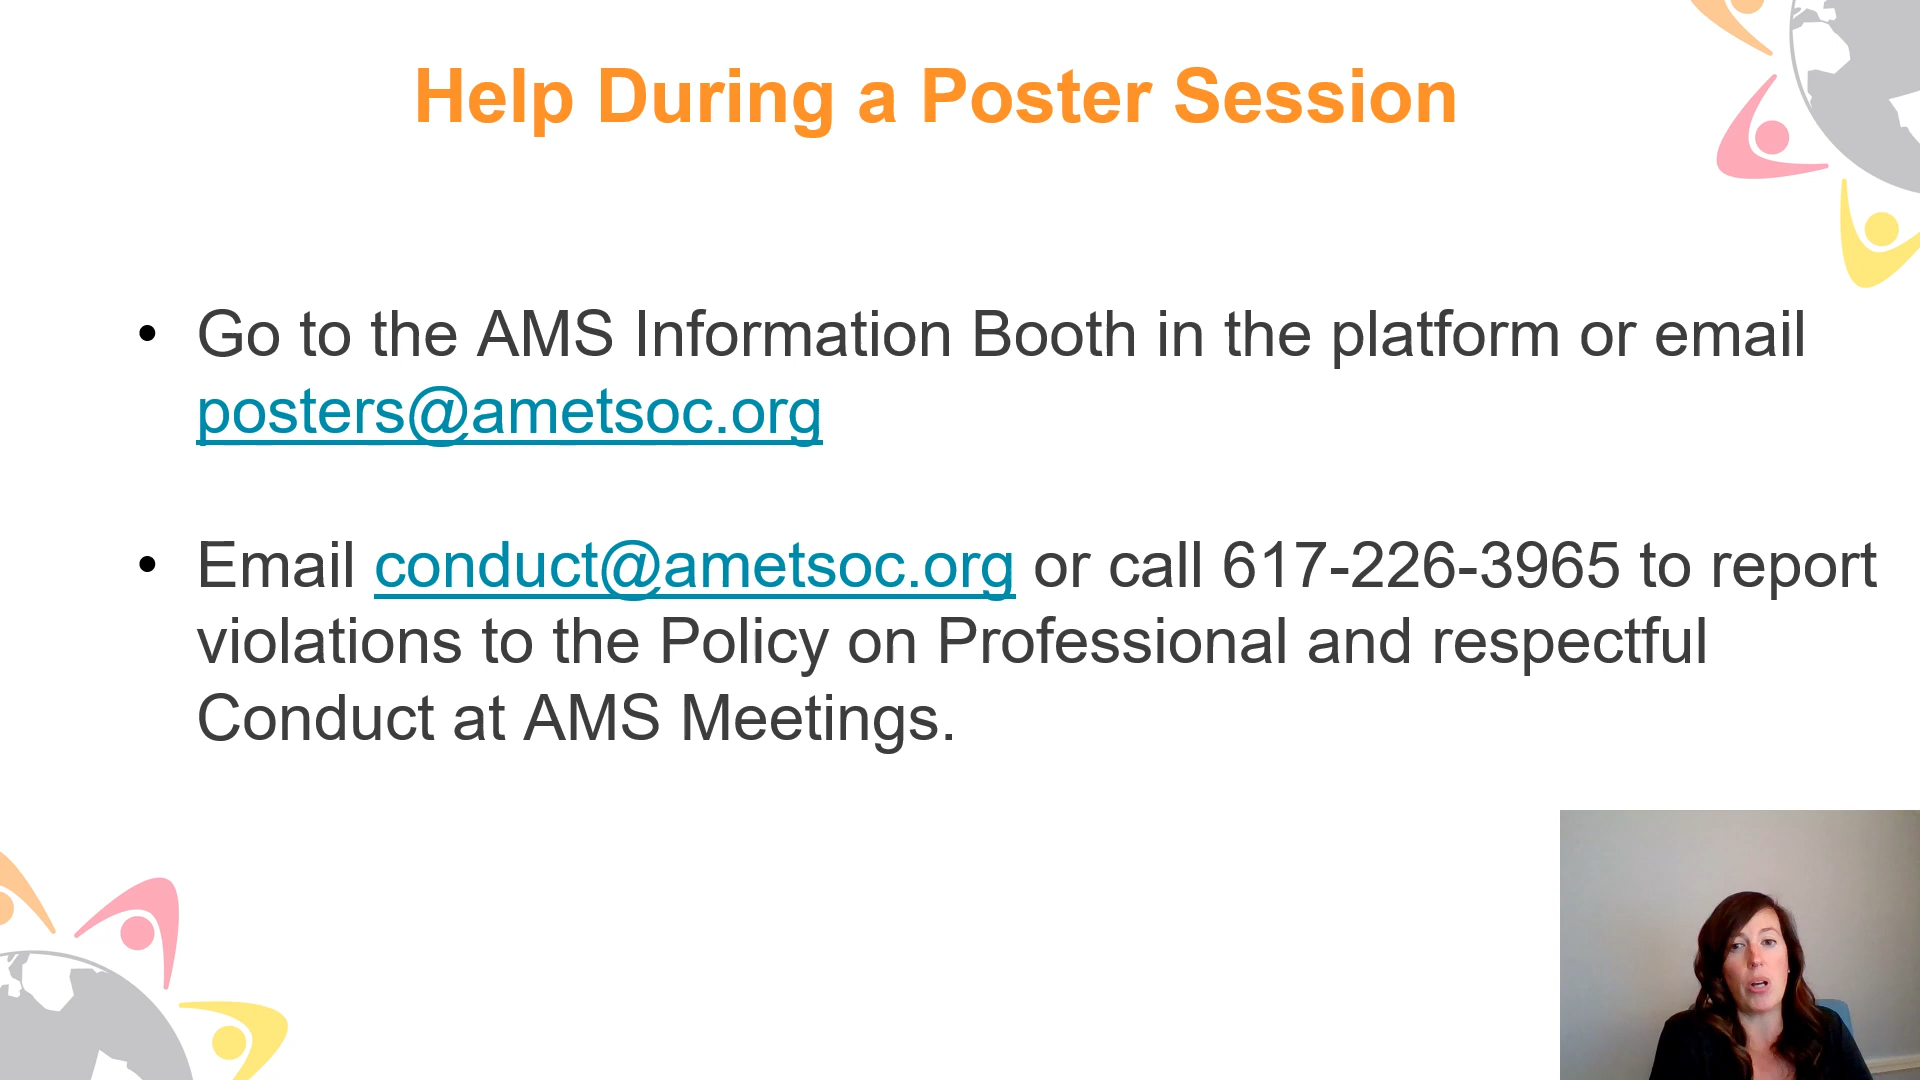 Help During a Poster Session
• Go to the AMS Information Booth in the platform or email
posters@ametsoc.org
• Email conduct@ametsoc.org or call 617-226-3965 to report
violations to the Policy on Professional and respectful
Conduct at AMS Meetings.